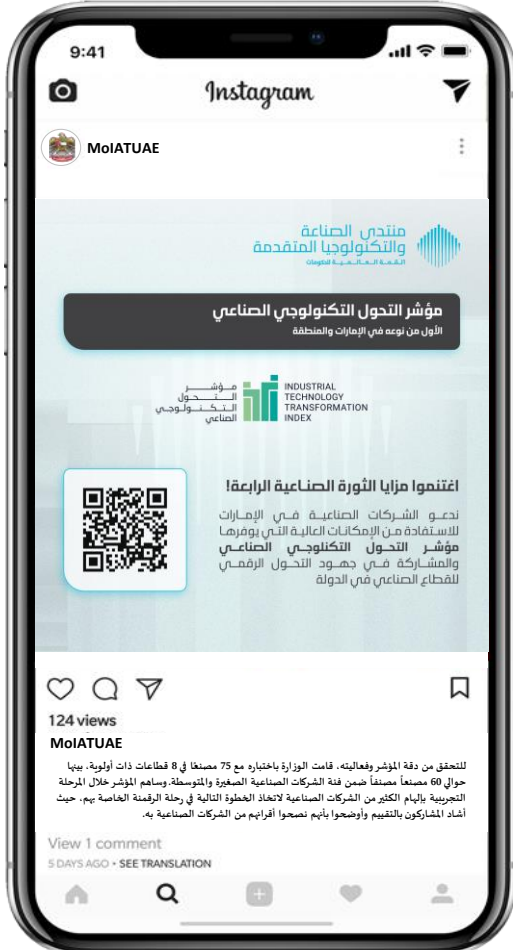 9:41
Instagram
MoIATUAE
منتدى الصناعة
والتكنولوجيا المتقدمة
القمة العالمية
مؤشر التحول التكنولوجي الصناعي
الأول من نوعه في الإمارات والمنطقة
مؤشر
التحول
التكنولوجي
الصناعي
INDUSTRIAL
TECHNOLOGY
TRANSFORMATION
INDEX
اغتنموا مزايا الثورة الصناعية الرابعة!
ندعو الشركات الصناعية في الإمارات
للاستفادة من الإمكانات العالية التي يوفرها
مؤشر التحول التكنلوجي الصناعي
والمشاركة في جهود التحول الرقمي
للقطاع الصناعي في الدولة
124 views
MoIATUAE
للتحقق من دقة المؤشر وفعاليته، قامت الوزارة باختباره مع 75 مصنعًا في 8 قطاعات ذات أولوية، بينها
حوالي 60 مصنعاً مصنفاً ضمن فئة الشركات الصناعية الصغيرة والمتوسطة.وساهم المؤشر خلال المرحلة
التجريبية بإلهام الكثير من الشركات الصناعية لاتخاذ الخطوة التالية في رحلة الرقمنة الخاصة بهم، حيث
أشاد المشاركون بالتقييم وأوضحوا بأنهم نصحوا أقرانهم من الشركات الصناعية به.
View 1 comment
5 DAYS AGO • SEE TRANSLATION